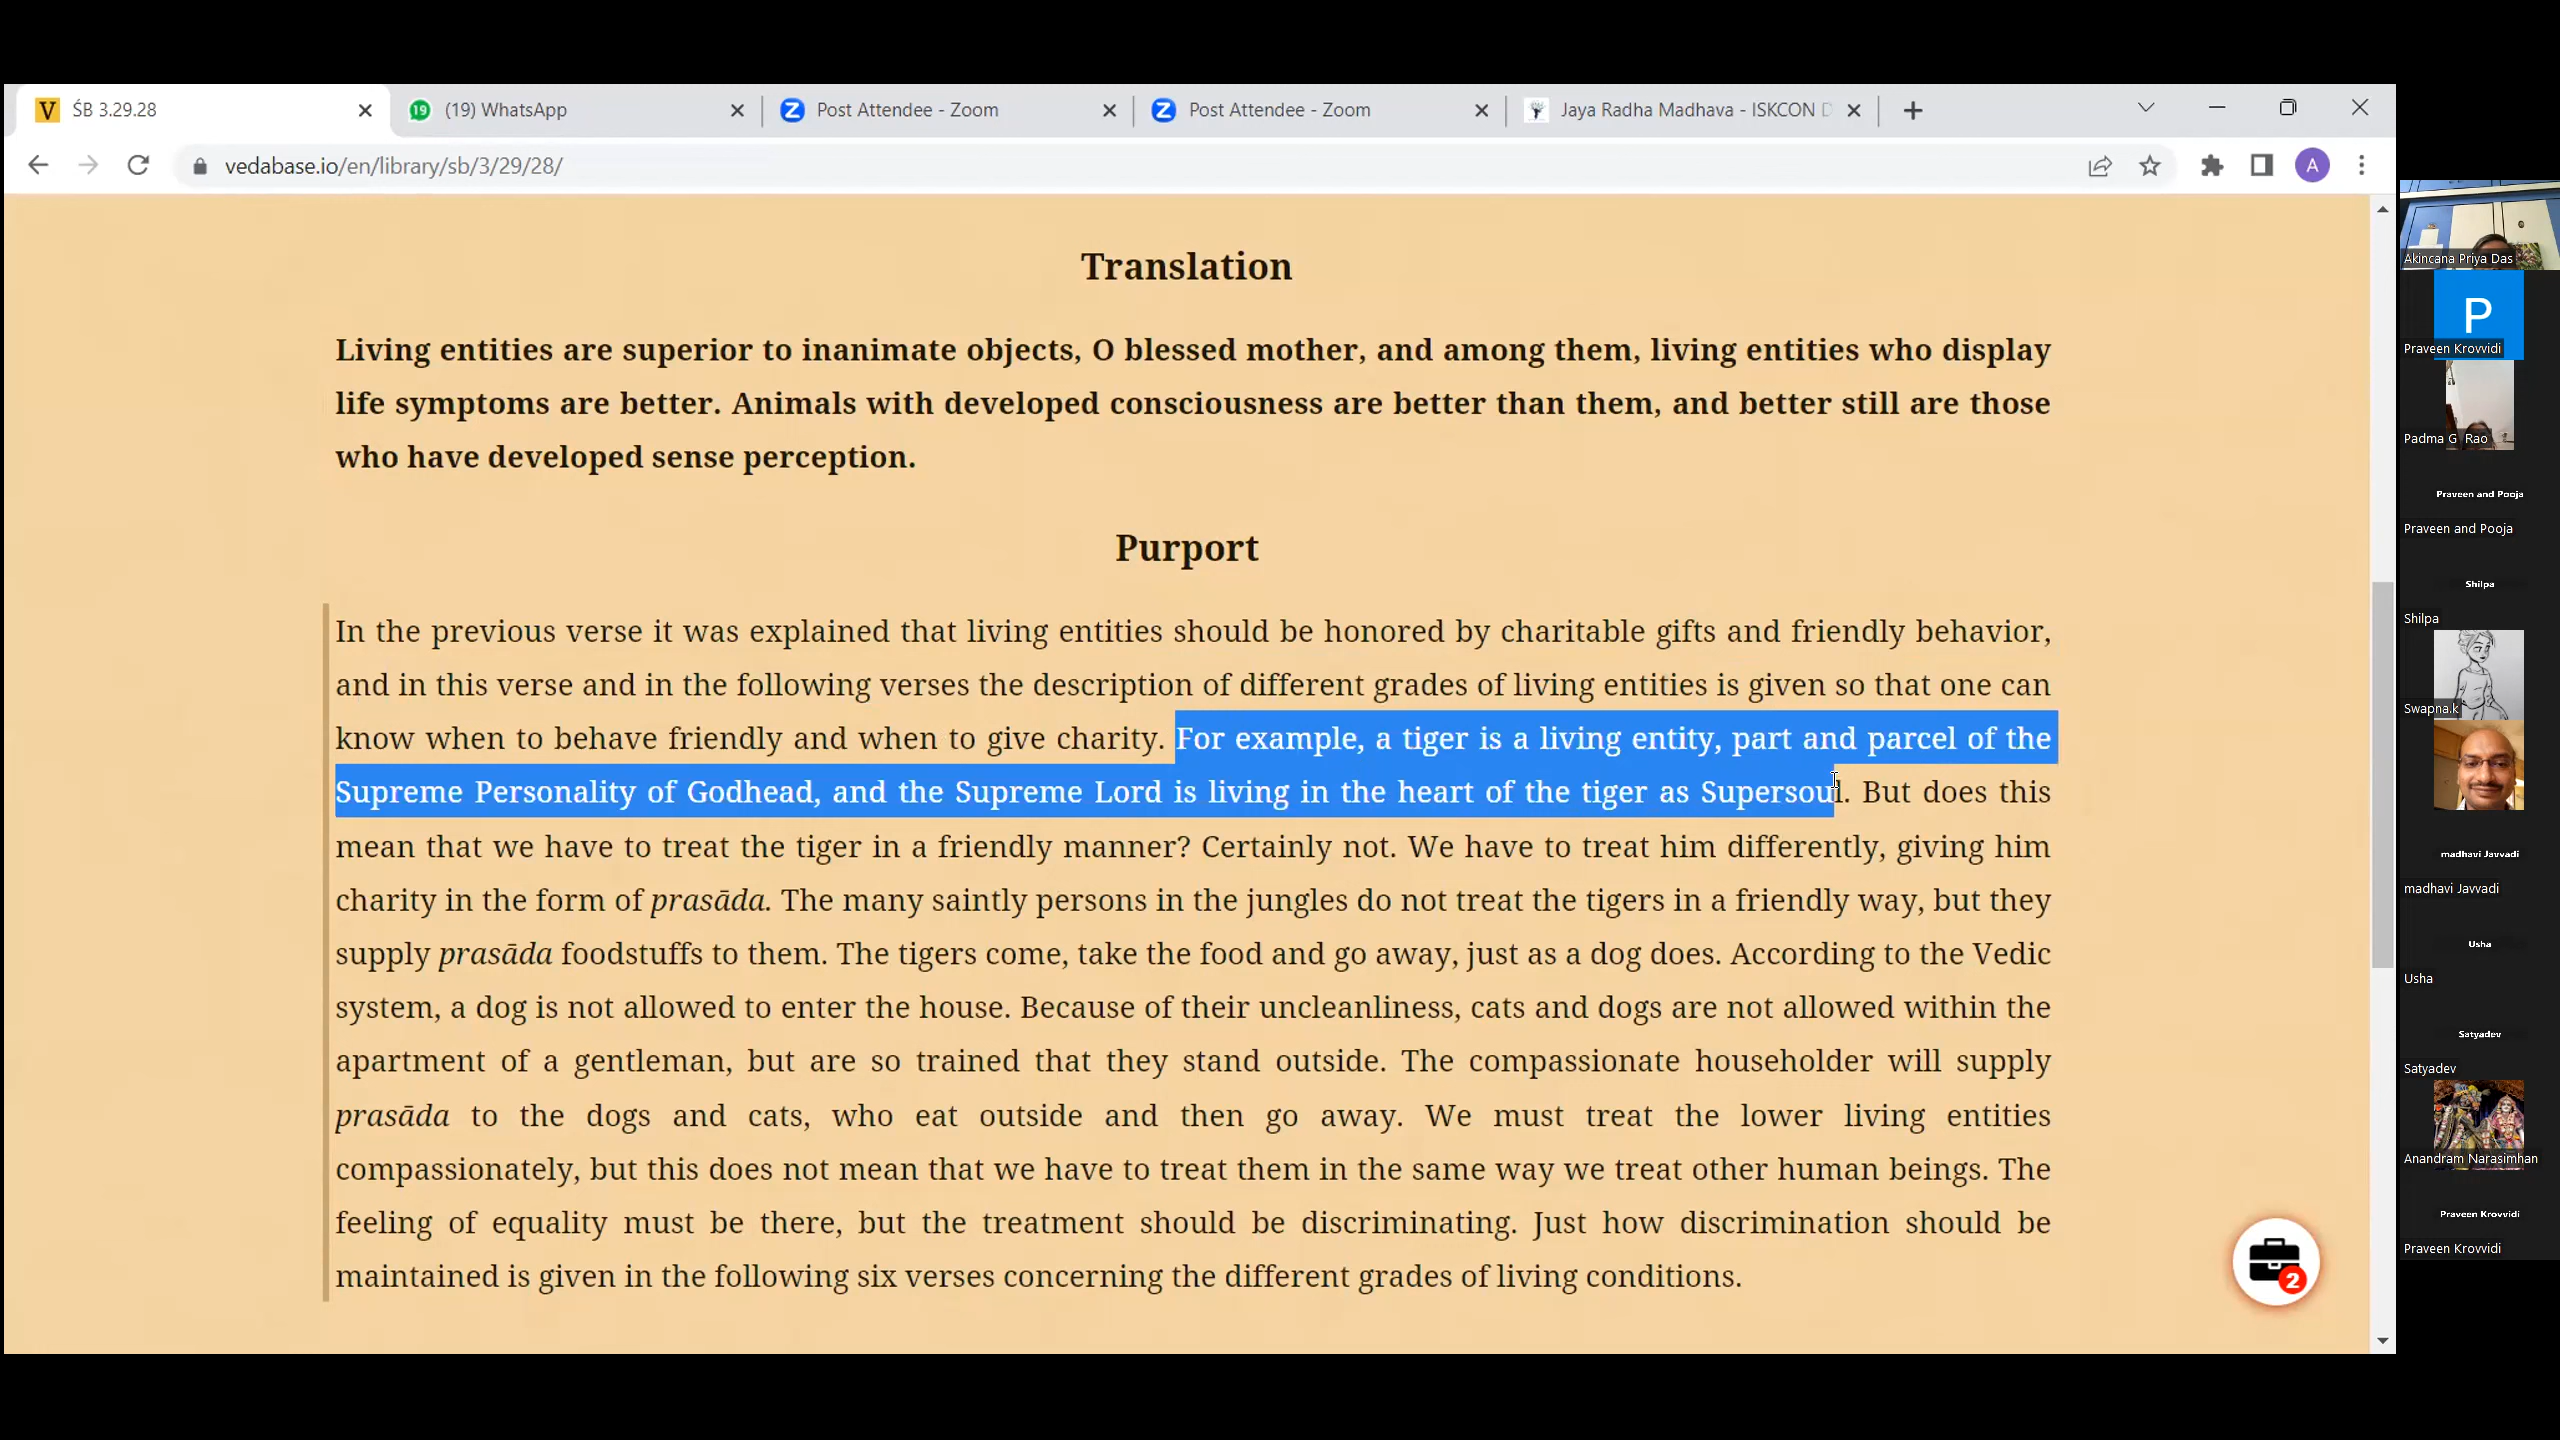 ŚB 3.29.28
19
(19) WhatsApp
Post Attendee - Zoom
Post Attendee - Zoom
Jaya Radha Madhava - ISKCON D
vedabase.io/en/library/sb/3/29/28/
A
Translation
Living entities are superior to inanimate objects, O blessed mother, and among them, living entities who display
life symptoms are better. Animals with developed consciousness are better than them, and better still are those
who have developed sense perception.
Purport
In the previous verse it was explained that living entities should be honored by charitable gifts and friendly behavior,
and in this verse and in the following verses the description of different grades of living entities is given so that one can
know when to behave friendly and when to give charity. For example, a tiger is a living entity, part and parcel of the
Supreme Personality of Godhead, and the Supreme Lord is living in the heart of the tiger as Supersoul. But does this
mean that we have to treat the tiger in a friendly manner? Certainly not. We have to treat him differently, giving him
charity in the form of prasāda. The many saintly persons in the jungles do not treat the tigers in a friendly way, but they
supply prasāda foodstuffs to them. The tigers come, take the food and go away, just as a dog does. According to the Vedic
system, a dog is not allowed to enter the house. Because of their uncleanliness, cats and dogs are not allowed within the
apartment of a gentleman, but are so trained that they stand outside. The compassionate householder will supply
prasāda to the dogs and cats, who eat outside and then go away. We must treat the lower living entities
compassionately, but this does not mean that we have to treat them in the same way we treat other human beings. The
feeling of equality must be there, but the treatment should be discriminating. Just how discrimination should be
maintained is given in the following six verses concerning the different grades of living conditions.
2
Akincana Priya Das
P
Praveen Krovvidi
Padma G Rao
Praveen and Pooja
Praveen and Pooja
Shilpa
Shilpa
Swapna.k
madhavi Javvadi
madhavi Javvadi
Usha
Usha
Satyadev
Satyadev
Anandram Narasimhan
Praveen Krovvidi
Praveen Krovvidi